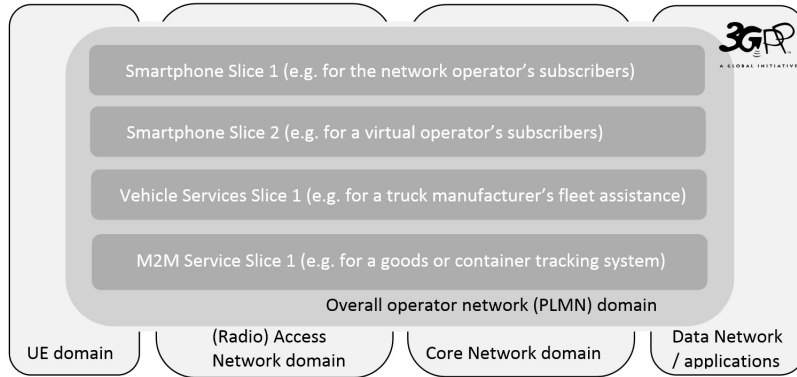 3GPP
A GLOBAL INITIATIVE
Smartphone Slice 1 (e.g. for the network operator’s subscribers)
Smartphone Slice 2 (e.g. for a virtual operator’s subscribers)
Vehicle Services Slice 1 (e.g. for a truck manufacturer’s fleet assistance)
M2M Service Slice 1 (e.g. for a goods or container tracking system)
Overall operator network (PLMN) domain
UE domain
(Radio) Access
Network domain
Core Network domain
Data Network
/ applications